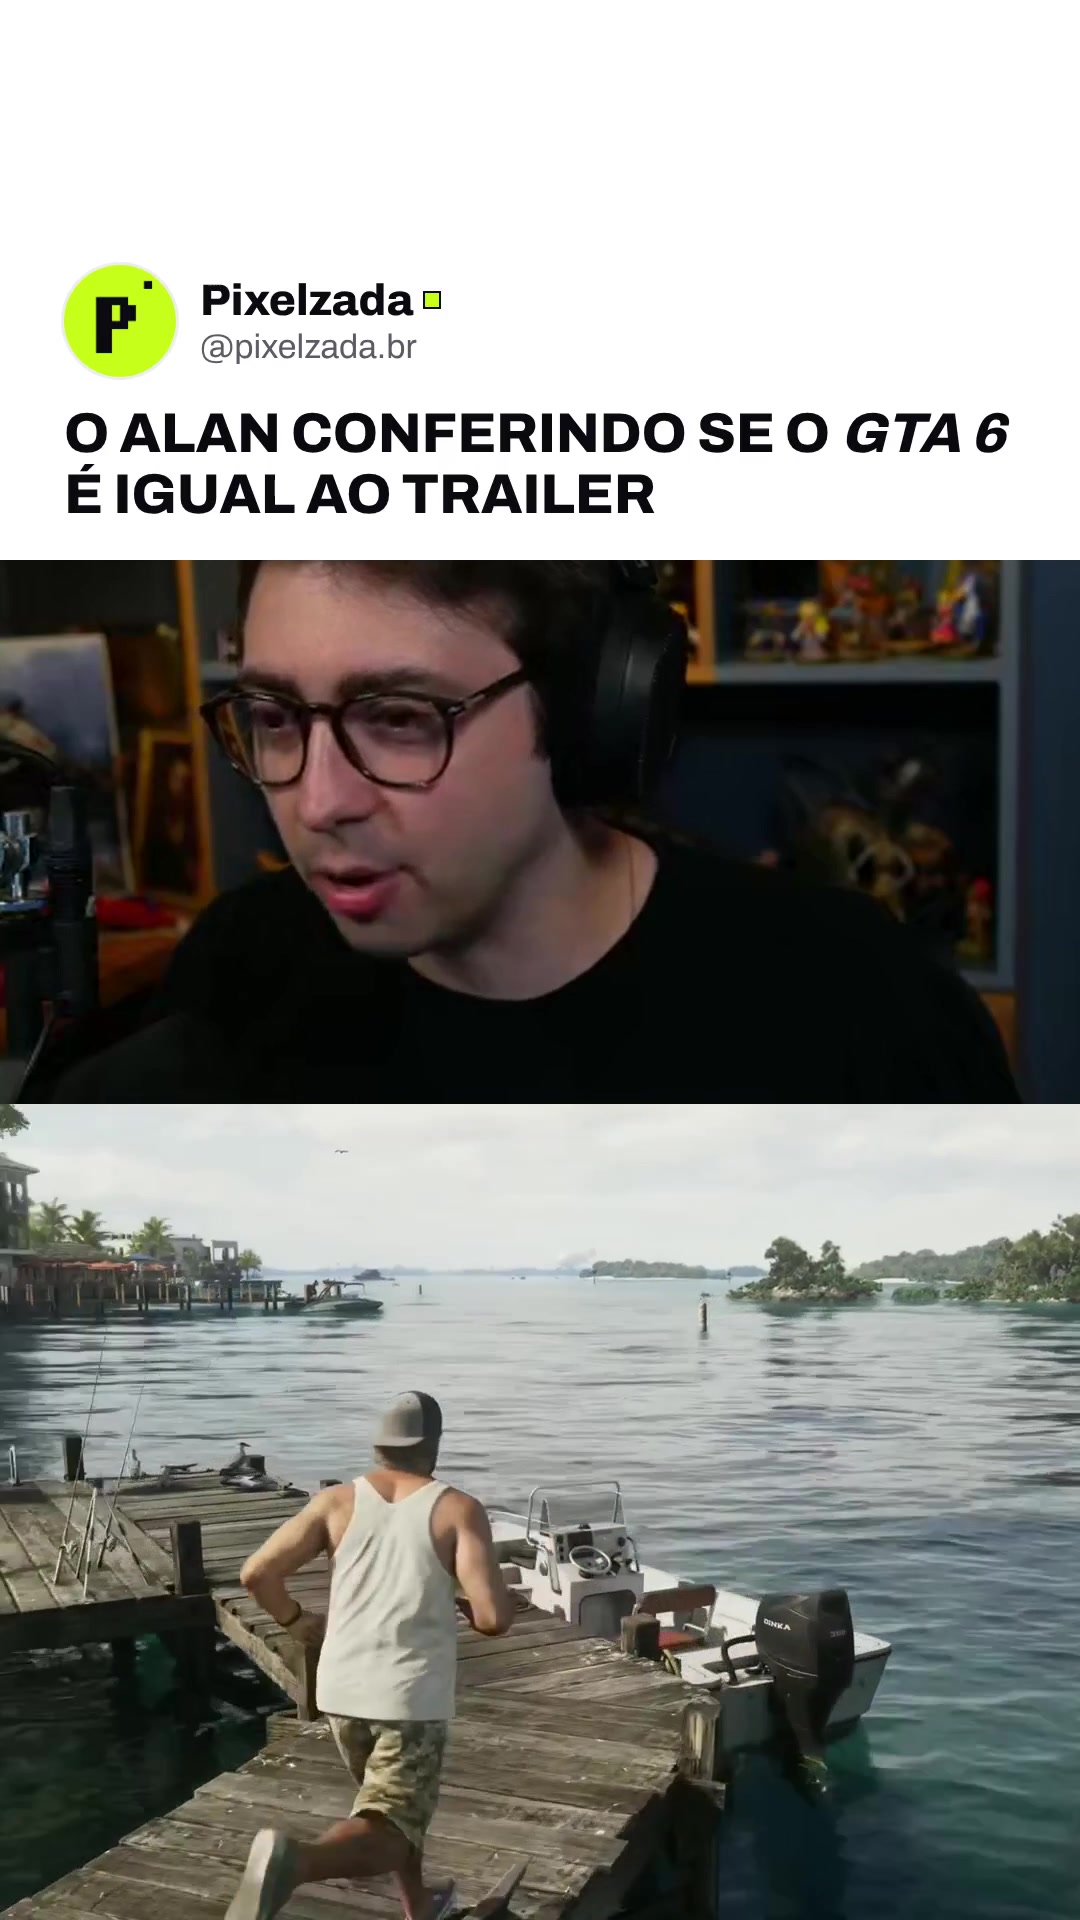 Pixelzada
@pixelzada.br
O ALAN CONFERINDO SE O GTA 6
É IGUAL AO TRAILER
DINKA